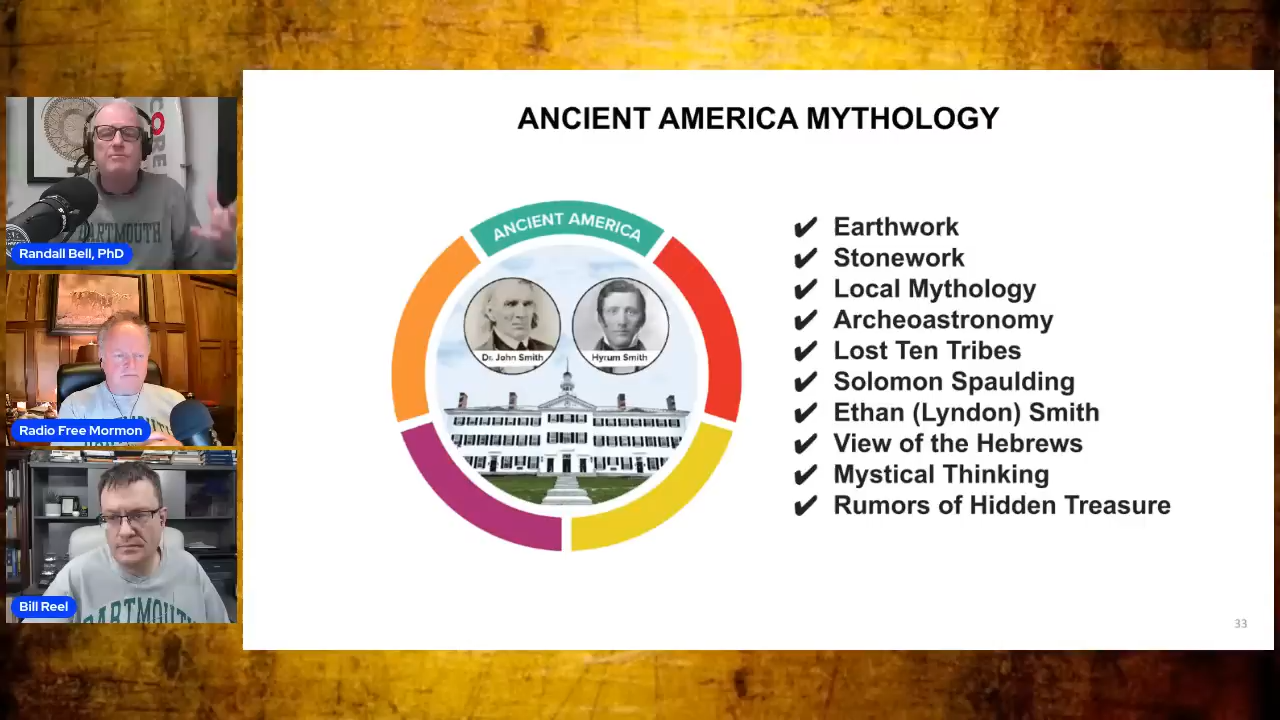 ANCIENT AMERICA MYTHOLOGY
ANCIENT AMERICA
Dr. John Smith
Hyrum Smith
✔ Earthwork
✔ Stonework
✔ Local Mythology
✔ Archeoastronomy
✔ Lost Ten Tribes
✔ Solomon Spaulding
✔ Ethan (Lyndon) Smith
✔ View of the Hebrews
✔ Mystical Thinking
✔ Rumors of Hidden Treasure
33
DARTMOUTH
Randall Bell, PhD
Radio Free Mormon
DARTMOUTH
Bill Reel